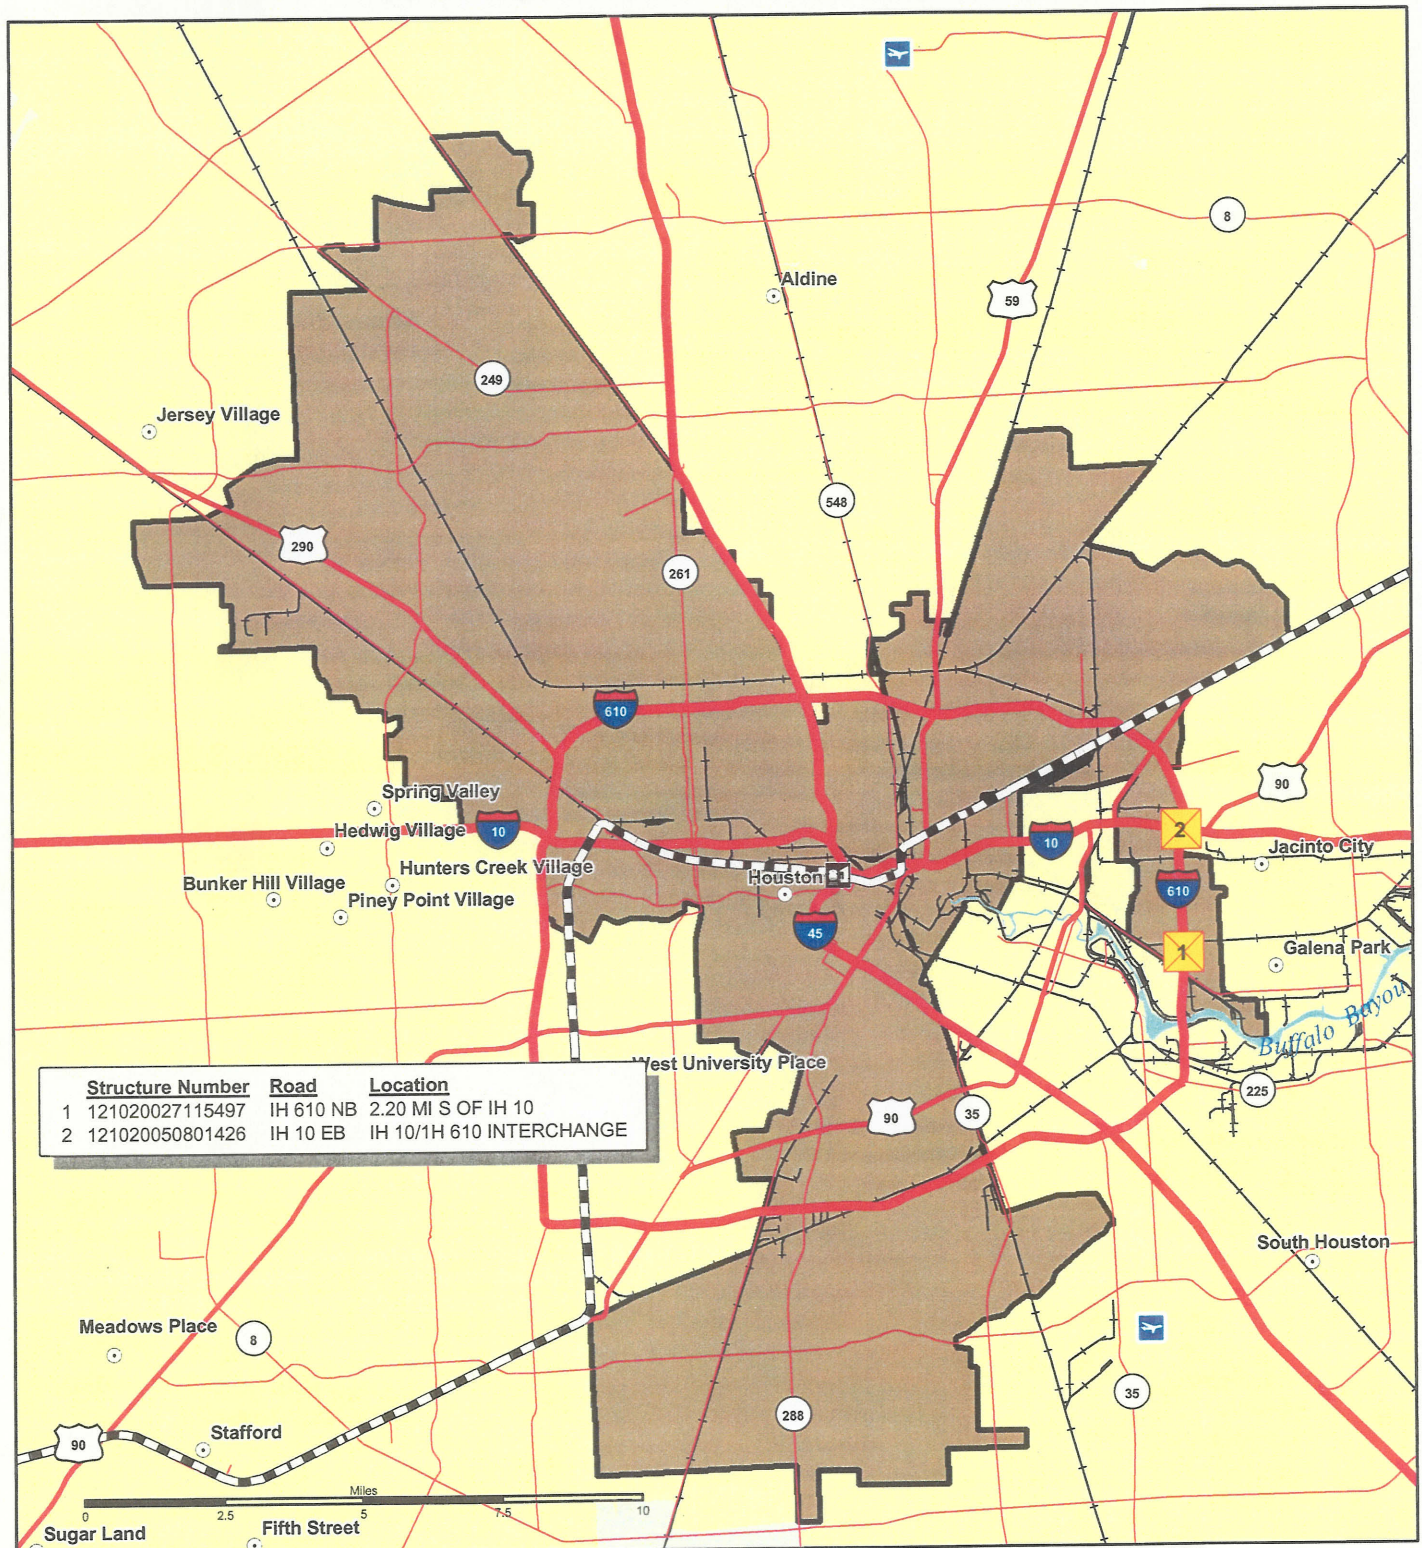 8
Aldine
59
249
Jersey Village
548
290
261
610
90
Spring Valley
10
Hedwig Village
10
2
Jacinto City
Hunters Creek Village
Houston
Bunker Hill Village
Piney Point Village
610
45
1
Galena Park
Buffalo Bayou
West University Place
225
90
35
Structure Number Road Location
1 121020027115497 IH 610 NB 2.20 MI S OF IH 10
2 121020050801426 IH 10 EB IH 10/1H 610 INTERCHANGE
South Houston
Meadows Place
8
35
288
Stafford
90
Miles
0 2.5 5 7.5 10
Sugar Land
Fifth Street